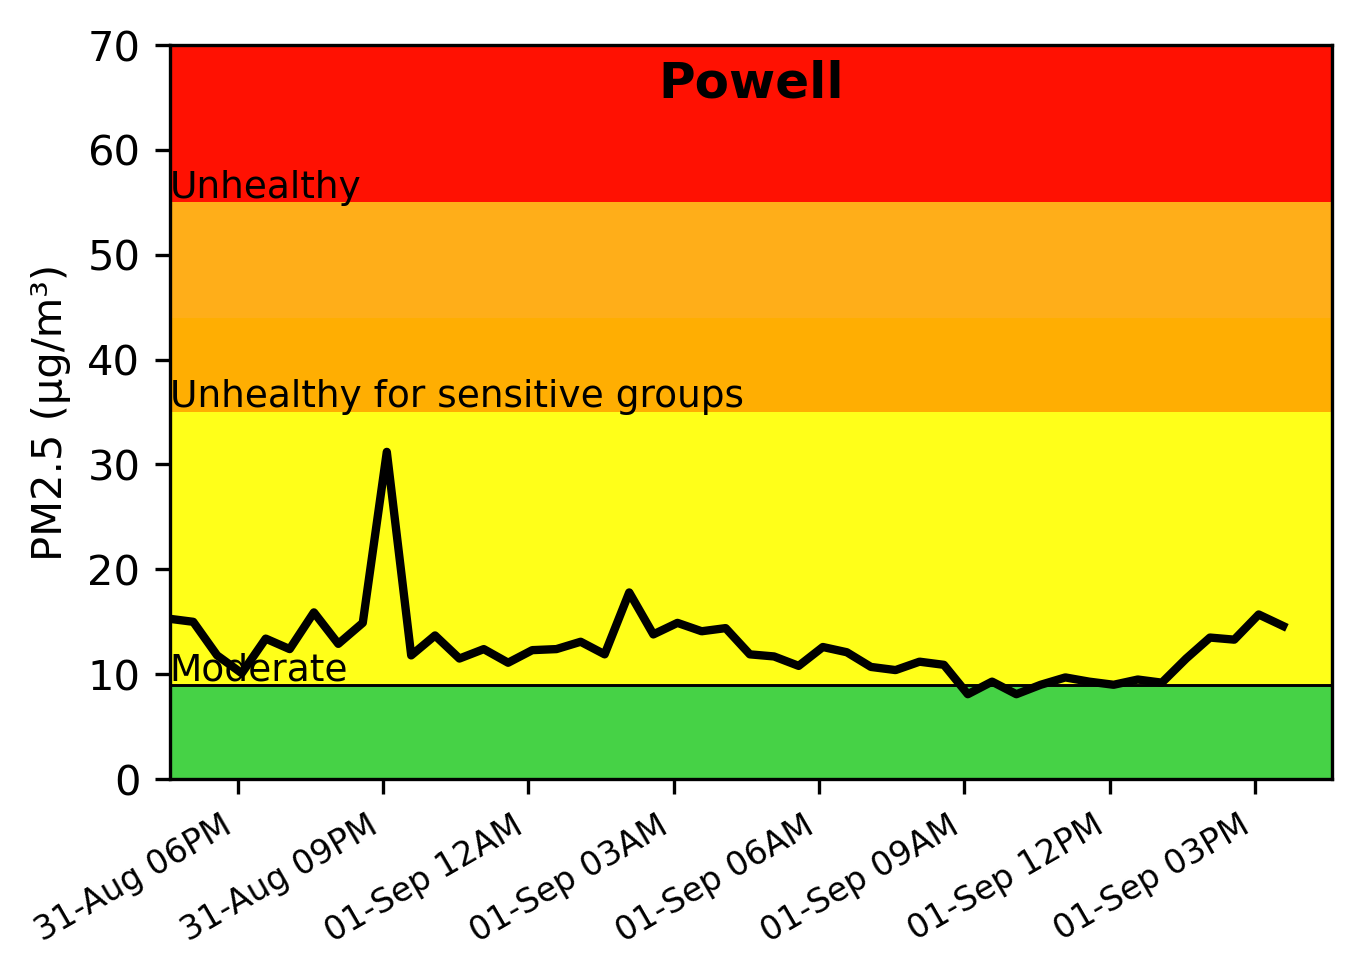 Powell
70
60
50
40
30
20
10
0
PM2.5 (µg/m³)
Unhealthy
Unhealthy for sensitive groups
Moderate
31-Aug 06PM
31-Aug 09PM
01-Sep 12AM
01-Sep 03AM
01-Sep 06AM
01-Sep 09AM
01-Sep 12PM
01-Sep 03PM